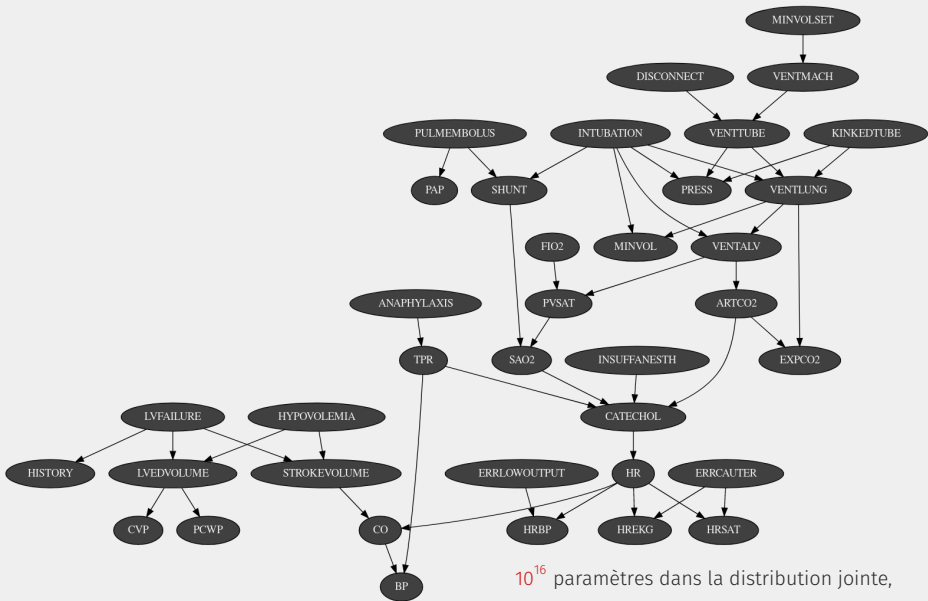 MINVOLSET
DISCONNECT
VENTMACH
PULMEMBOLUS
INTUBATION
VENTTUBE
KINKEDTUBE
PAP
SHUNT
PRESS
VENTLUNG
FIO2
MINVOL
VENTALV
ANAPHYLAXIS
PVSAT
ARTCO2
TPR
SAO2
INSUFFANESTH
EXPCO2
LVFAILURE
HYPOVOLEMIA
CATECHOL
HISTORY
LVEDVOLUME
STROKEVOLUME
ERRLOWOUTPUT
HR
ERRCAUTER
CVP
PCWP
CO
HRBP
HREKG
HRSAT
BP
10^16 paramètres dans la distribution jointe,